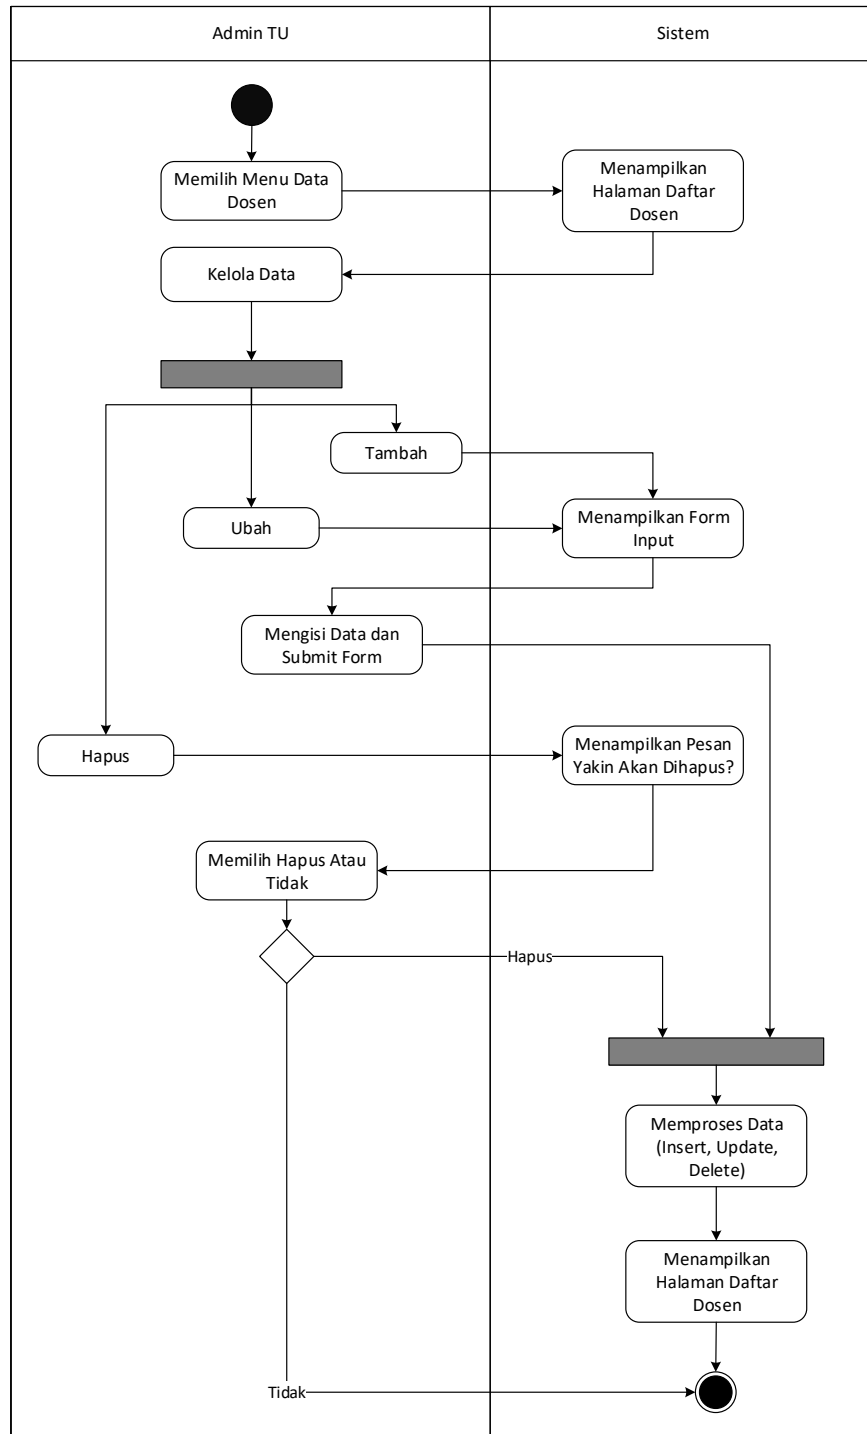 Admin TU
Sistem
Memilih Menu Data
Dosen
Menampilkan
Halaman Daftar
Dosen
Kelola Data
Tambah
Ubah
Menampilkan Form
Input
Mengisi Data dan
Submit Form
Hapus
Menampilkan Pesan
Yakin Akan Dihapus?
Memilih Hapus Atau
Tidak
Hapus
Memproses Data
(Insert, Update,
Delete)
Menampilkan
Halaman Daftar
Dosen
Tidak